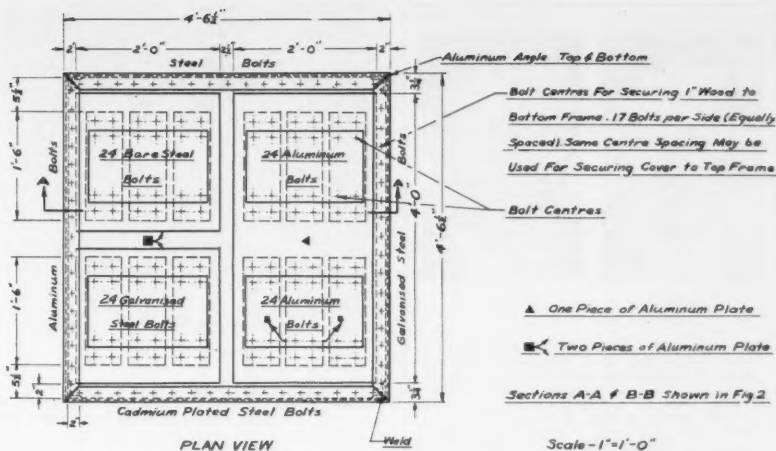 4'-6½"
2" 2'-0" 2½" 2'-0" 2"
Steel Bolts
Aluminum Angle Top & Bottom
5½"
3¼"
Bolt Centres For Securing 1" Wood to
Bottom Frame. 17 Bolts per Side (Equally
Spaced). Same Centre Spacing May be
Used For Securing Cover to Top Frame
Bolts
Bolts
1'-6"
24 Bare Steel
Bolts
24 Aluminum
Bolts
4'-0"
4'-6½"
Bolt Centres
Aluminum
Galvanised Steel
1'-6"
24 Galvanised
Steel Bolts
24 Aluminum
Bolts
One Piece of Aluminum Plate
Two Pieces of Aluminum Plate
5½"
2"
3¼"
Sections A-A & B-B Shown in Fig.2
Cadmium Plated Steel Bolts
2"
PLAN VIEW
Weld
Scale - 1"=1'-0"